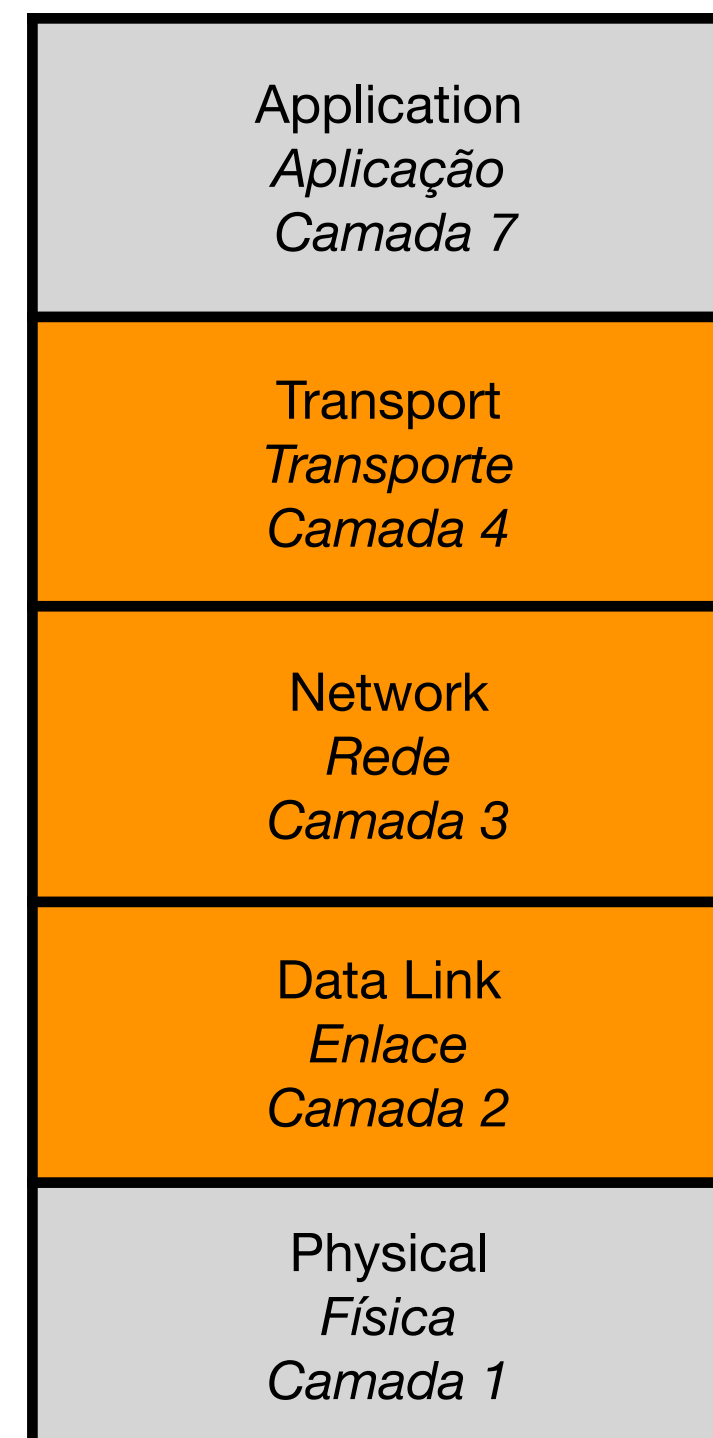 Application
Aplicação
Camada 7
Transport
Transporte
Camada 4
Network
Rede
Camada 3
Data Link
Enlace
Camada 2
Physical
Física
Camada 1